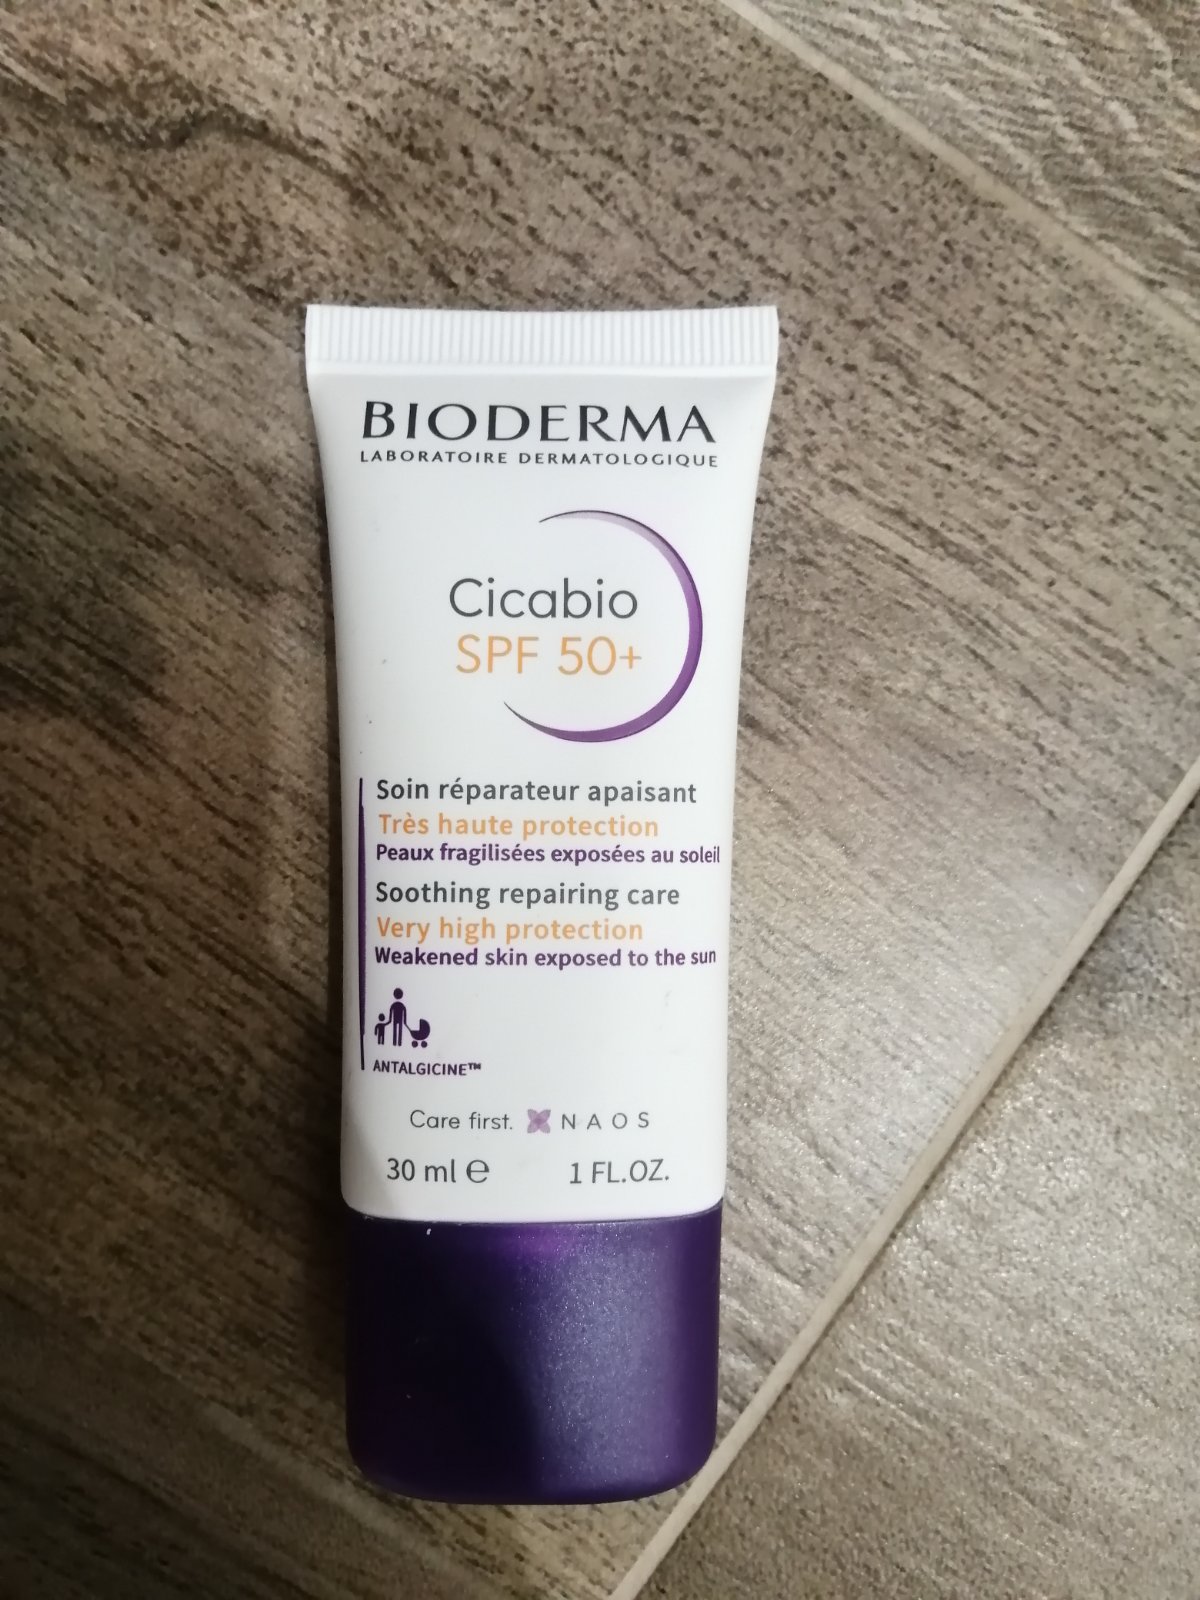 BIODERMA
LABORATOIRE DERMATOLOGIQUE
Cicabio
SPF 50+
Soin réparateur apaisant
Très haute protection
Peaux fragilisées exposées au soleil
Soothing repairing care
Very high protection
Weakened skin exposed to the sun
ANTALGICINE™
Care first. NAOS
30 ml ℮ 1 FL.OZ.